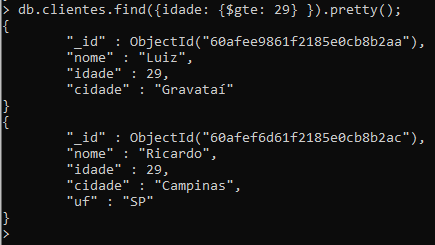 > db.clientes.find({idade: {$gte: 29} }).pretty();
{
        "_id" : ObjectId("60afee9861f2185e0cb8b2aa"),
        "nome" : "Luiz",
        "idade" : 29,
        "cidade" : "Gravataí"
}
{
        "_id" : ObjectId("60afef6d61f2185e0cb8b2ac"),
        "nome" : "Ricardo",
        "idade" : 29,
        "cidade" : "Campinas",
        "uf" : "SP"
}
>